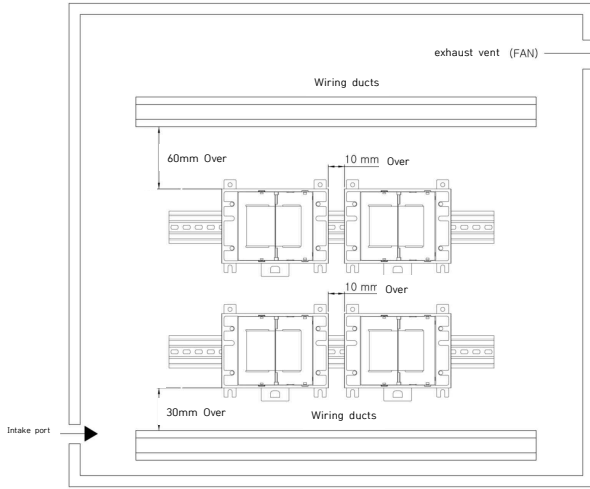 exhaust vent (FAN)
Wiring ducts
60mm Over
10 mm Over
10 mm Over
30mm Over
Wiring ducts
Intake port